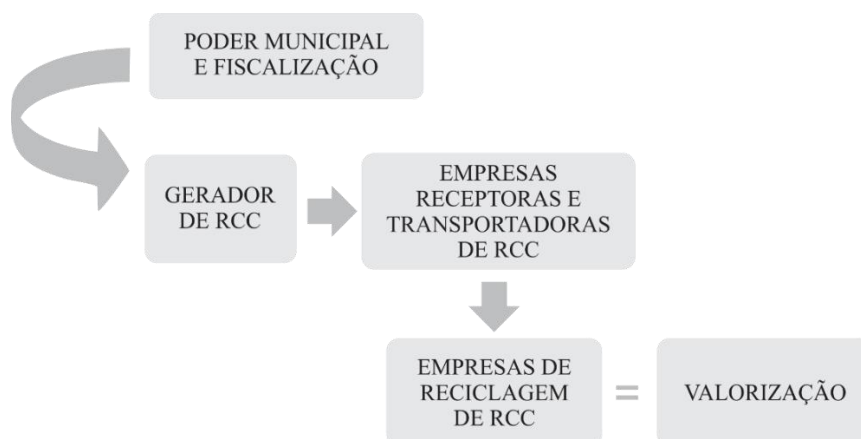 PODER MUNICIPAL
E FISCALIZAÇÃO
GERADOR
DE RCC
EMPRESAS
RECEPTORAS E
TRANSPORTADORAS
DE RCC
EMPRESAS DE
RECICLAGEM
DE RCC
=
VALORIZAÇÃO